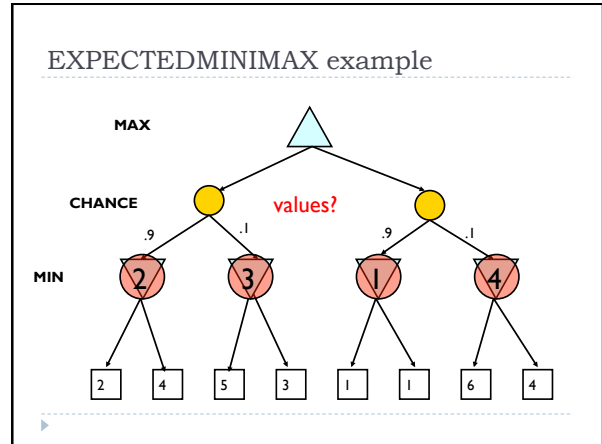 EXPECTEDMINIMAX example
MAX
CHANCE
values?
.9 .1 .9 .1
MIN
2 3 1 4
2 4 5 3 1 1 6 4